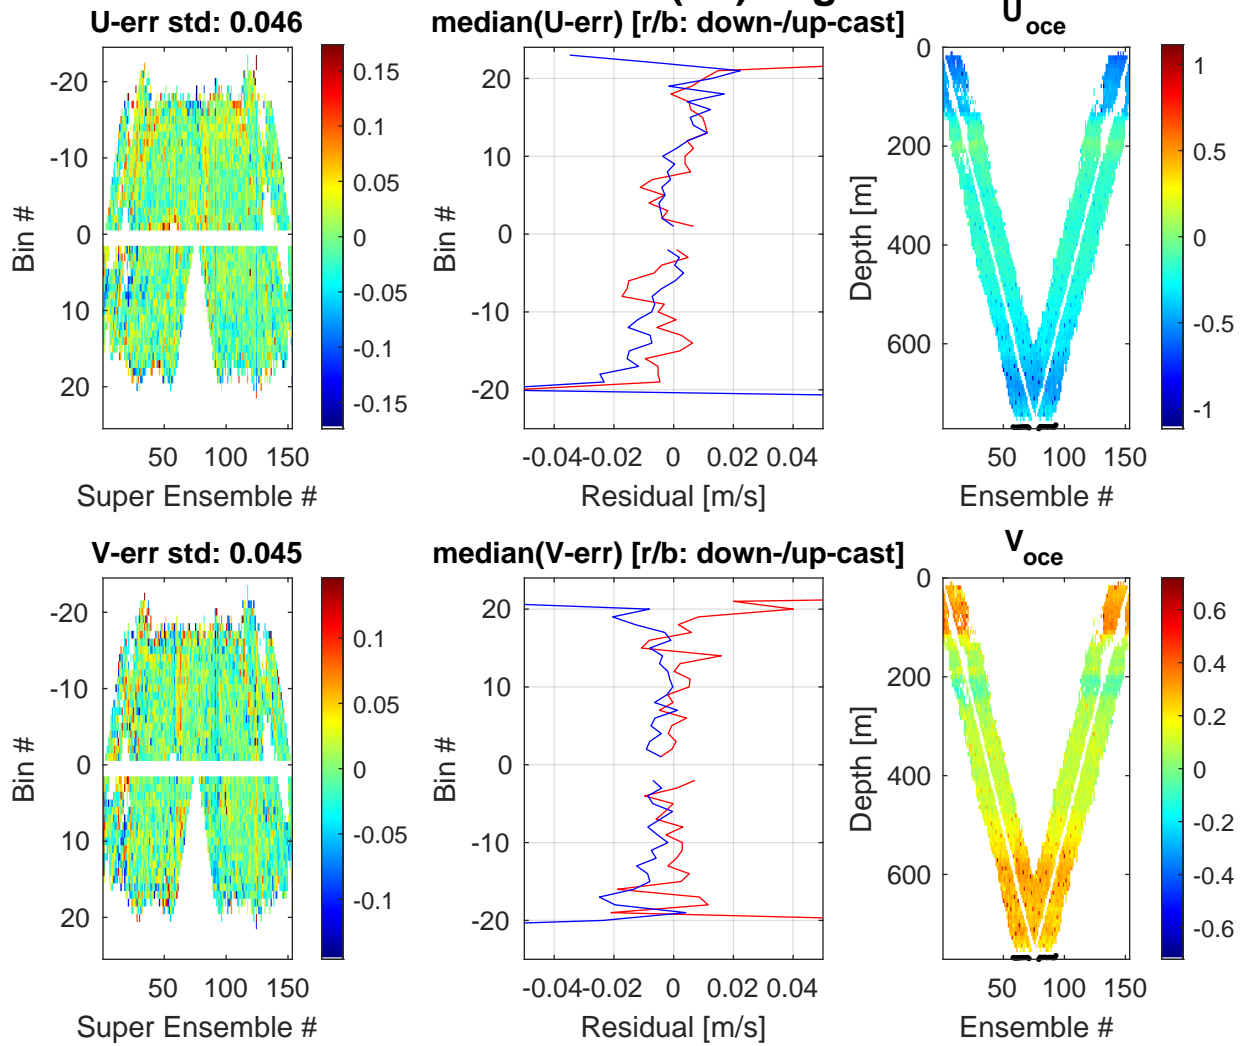 U-err std: 0.046
median(U-err) [r/b: down-/up-cast]
U_oce
-20
-10
0
10
20
Bin #
50 100 150
Super Ensemble #
0.15
0.1
0.05
0
-0.05
-0.1
-0.15
20
10
0
-10
-20
Bin #
-0.04 -0.02 0 0.02 0.04
Residual [m/s]
0
200
400
600
Depth [m]
50 100 150
Ensemble #
1
0.5
0
-0.5
-1
V-err std: 0.045
median(V-err) [r/b: down-/up-cast]
V_oce
-20
-10
0
10
20
Bin #
50 100 150
Super Ensemble #
0.1
0.05
0
-0.05
-0.1
20
10
0
-10
-20
Bin #
-0.04 -0.02 0 0.02 0.04
Residual [m/s]
0
200
400
600
Depth [m]
50 100 150
Ensemble #
0.6
0.4
0.2
0
-0.2
-0.4
-0.6